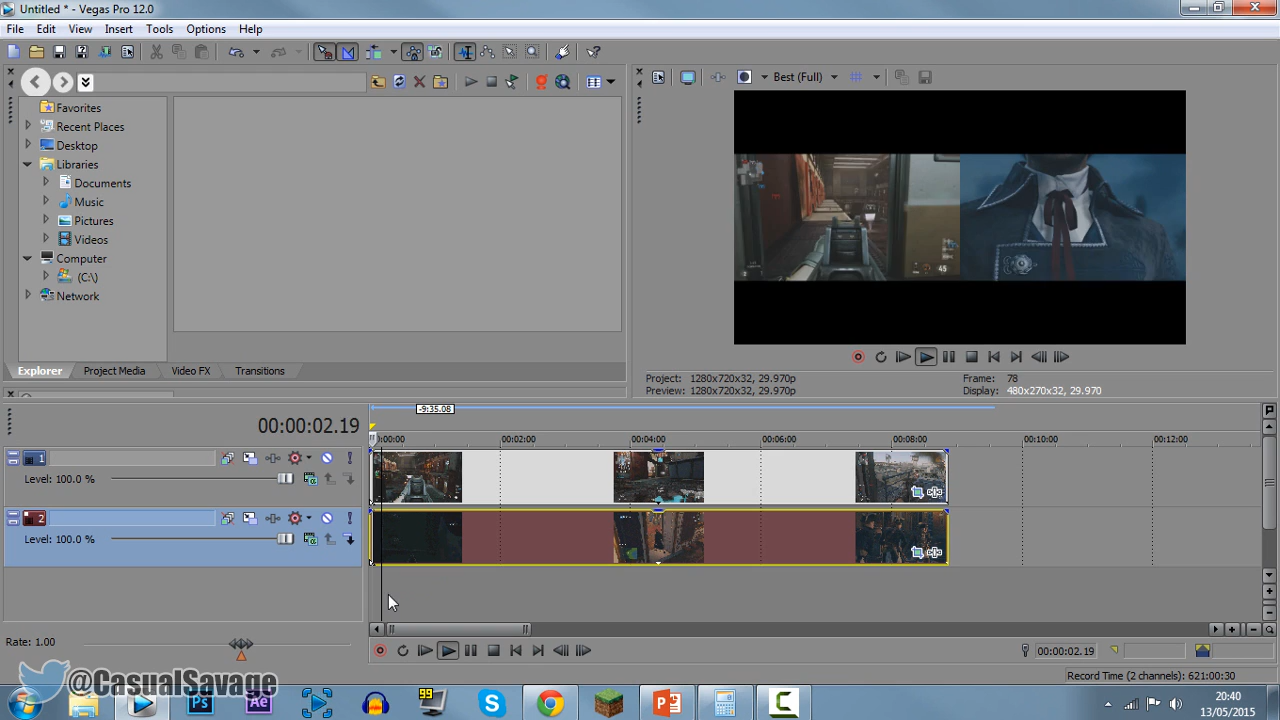 Untitled * - Vegas Pro 12.0
File Edit View Insert Tools Options Help
Best (Full)
Favorites
Recent Places
Desktop
Libraries
Documents
Music
Pictures
Videos
Computer
(C:\)
Network
45
Explorer Project Media Video FX Transitions
Project: 1280x720x32, 29.970p Frame: 78
Preview: 1280x720x32, 29.970p Display: 480x270x32, 29.970
-9:35.08
00:00:02.19
:00:00 00:02:00 00:04:00 00:06:00 00:08:00 00:10:00 00:12:00
1
Level: 100.0 %
2
Level: 100.0 %
Rate: 1.00
00:00:02.19
Record Time (2 channels): 621:00:30
@CasualSavage
Ps Ae 99
20:40
13/05/2015